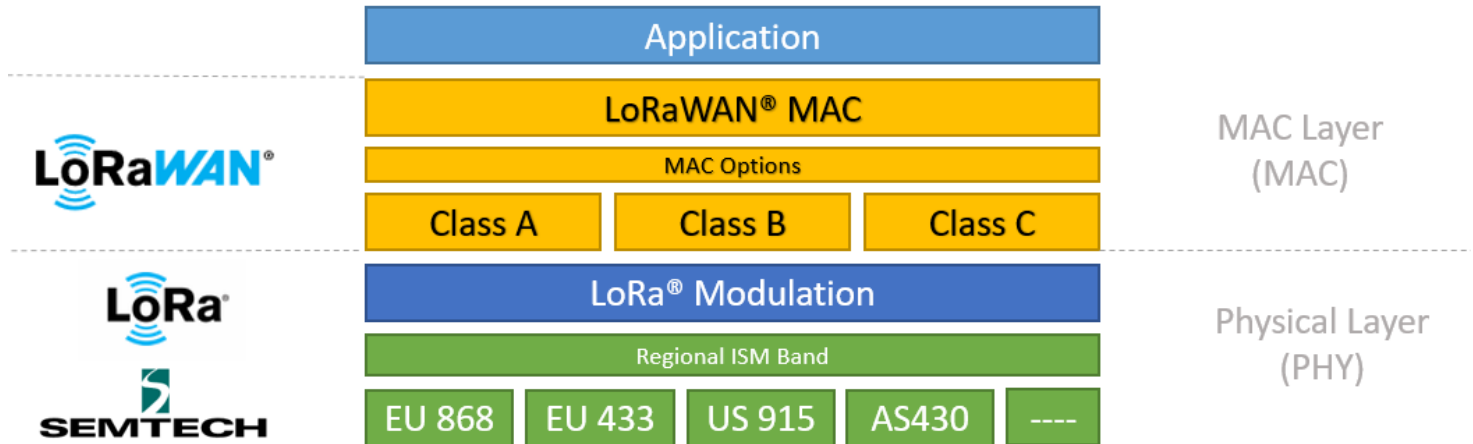 Application
LoRaWAN®
LoRaWAN® MAC
MAC Options
Class A
Class B
Class C
MAC Layer
(MAC)
LoRa®
LoRa® Modulation
Regional ISM Band
Physical Layer
(PHY)
SEMTECH
EU 868
EU 433
US 915
AS430
----